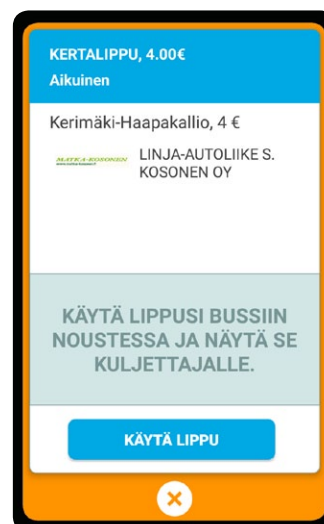 KERTALIPPU, 4.00€
Aikuinen
Kerimäki-Haapakallio, 4 €
MATKA-KOSONEN
LINJA-AUTOLIIKE S.
KOSONEN OY
KÄYTÄ LIPPUSI BUSSIIN
NOUSTESSA JA NÄYTÄ SE
KULJETTAJALLE.
KÄYTÄ LIPPU